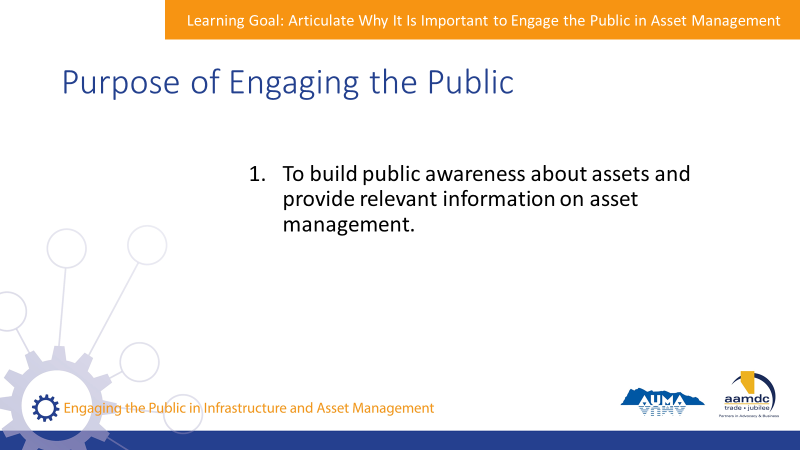 Learning Goal: Articulate Why It Is Important to Engage the Public in Asset Management
Purpose of Engaging the Public
1. To build public awareness about assets and
provide relevant information on asset
management.
Engaging the Public in Infrastructure and Asset Management
AUMA
aamdc
trade • jubilee
Partners in Advocacy & Business